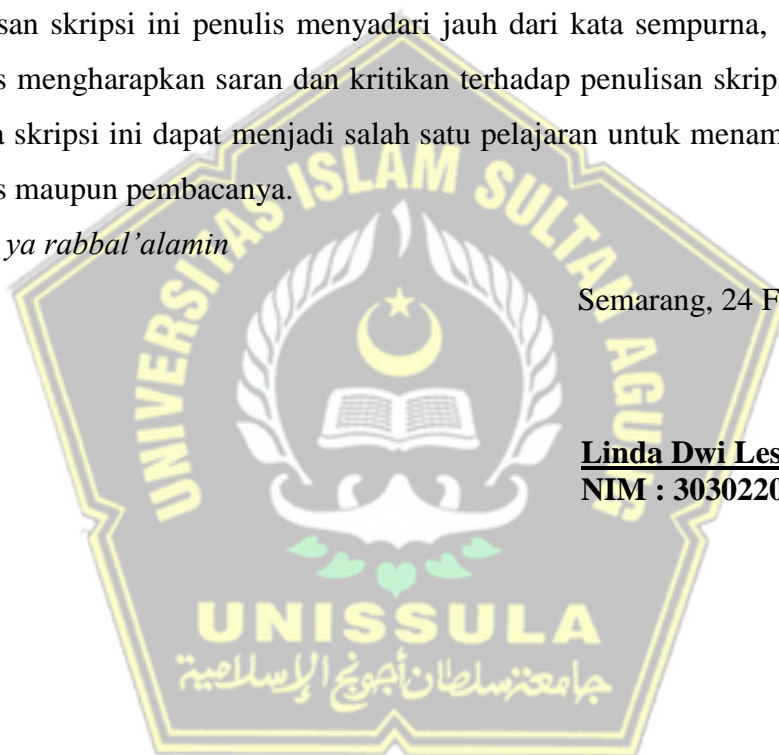 san skripsi ini penulis menyadari jauh dari kata sempurna,
s mengharapkan saran dan kritikan terhadap penulisan skrips
a skripsi ini dapat menjadi salah satu pelajaran untuk menam
s maupun pembacanya.
ya rabbal’alamin
Semarang, 24 F
Linda Dwi Les
NIM : 3030220
UNIVERSITAS ISLAM SULTAN AGUNG
UNISSULA
جامعة سلطان أجونج الإسلامية